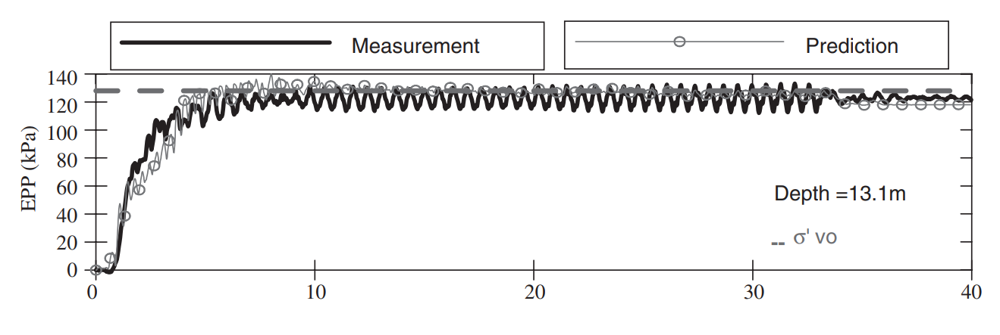 Measurement
Prediction
140
120
100
80
60
40
20
0
EPP (kPa)
Depth =13.1m
-- σ' vo
0 10 20 30 40